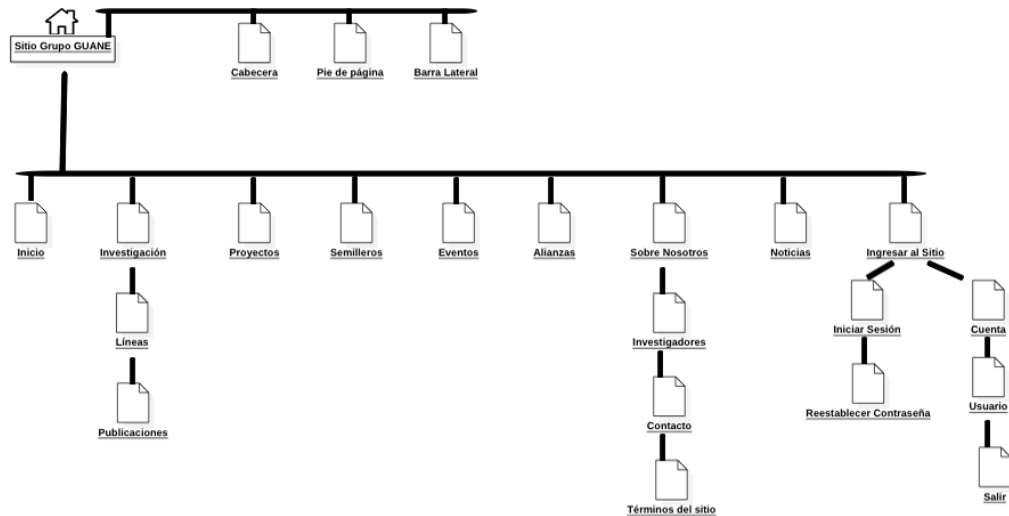 Sitio Grupo GUANE
Cabecera
Pie de página
Barra Lateral
Inicio
Investigación
Proyectos
Semilleros
Eventos
Alianzas
Sobre Nosotros
Noticias
Ingresar al Sitio
Líneas
Investigadores
Iniciar Sesión
Cuenta
Publicaciones
Contacto
Reestablecer Contraseña
Usuario
Términos del sitio
Salir